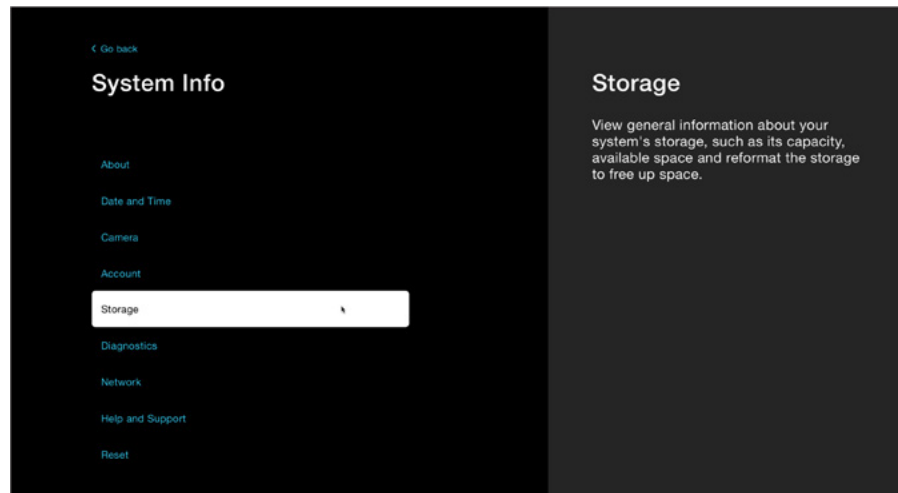 Go back
System Info
About
Date and Time
Camera
Account
Storage
Diagnostics
Network
Help and Support
Reset
Storage
View general information about your
system's storage, such as its capacity,
available space and reformat the storage
to free up space.